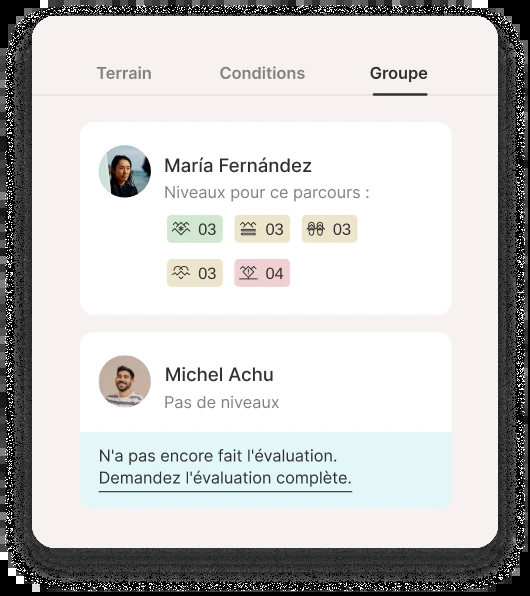 Terrain Conditions Groupe
María Fernández
Niveaux pour ce parcours :
03 03 03
03 04
Michel Achu
Pas de niveaux
N'a pas encore fait l'évaluation.
Demandez l'évaluation complète.